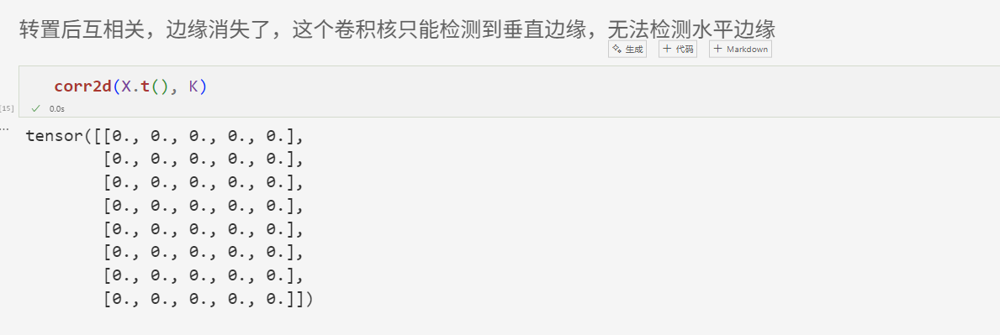 转置后互相关，边缘消失了，这个卷积核只能检测到垂直边缘，无法检测水平边缘
生成 代码 Markdown
corr2d(X.t(), K)
[15] 0.0s
...
tensor([[0., 0., 0., 0., 0.],
[0., 0., 0., 0., 0.],
[0., 0., 0., 0., 0.],
[0., 0., 0., 0., 0.],
[0., 0., 0., 0., 0.],
[0., 0., 0., 0., 0.],
[0., 0., 0., 0., 0.],
[0., 0., 0., 0., 0.]])